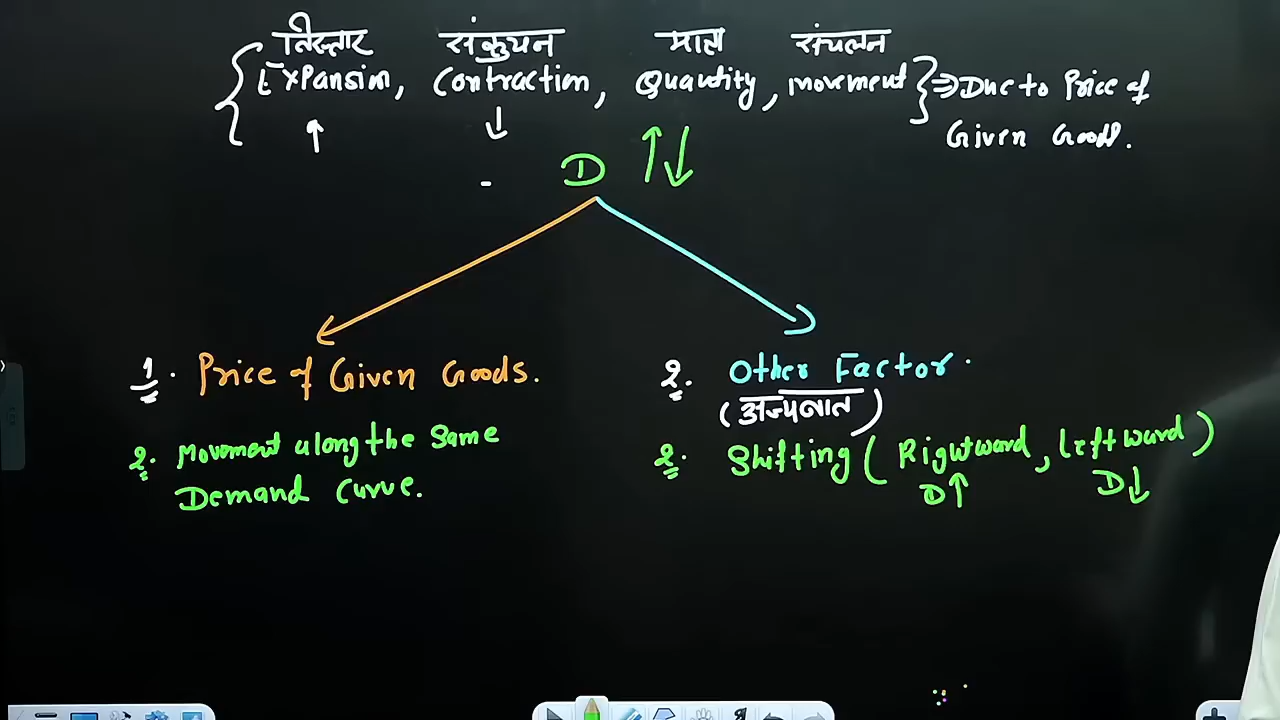 विस्तार संकुचन मात्रा संचलन
{ Expansion, Contraction, Quantity, movement } ⇒ Due to Price of
↑ ↓ Given Good.
D ↑↓
1. Price of Given Goods.
2. Other Factor.
(अन्यबात)
2. Movement along the Same
Demand Curve.
2. Shifting ( Rightward, Leftward )
D↑ D↓